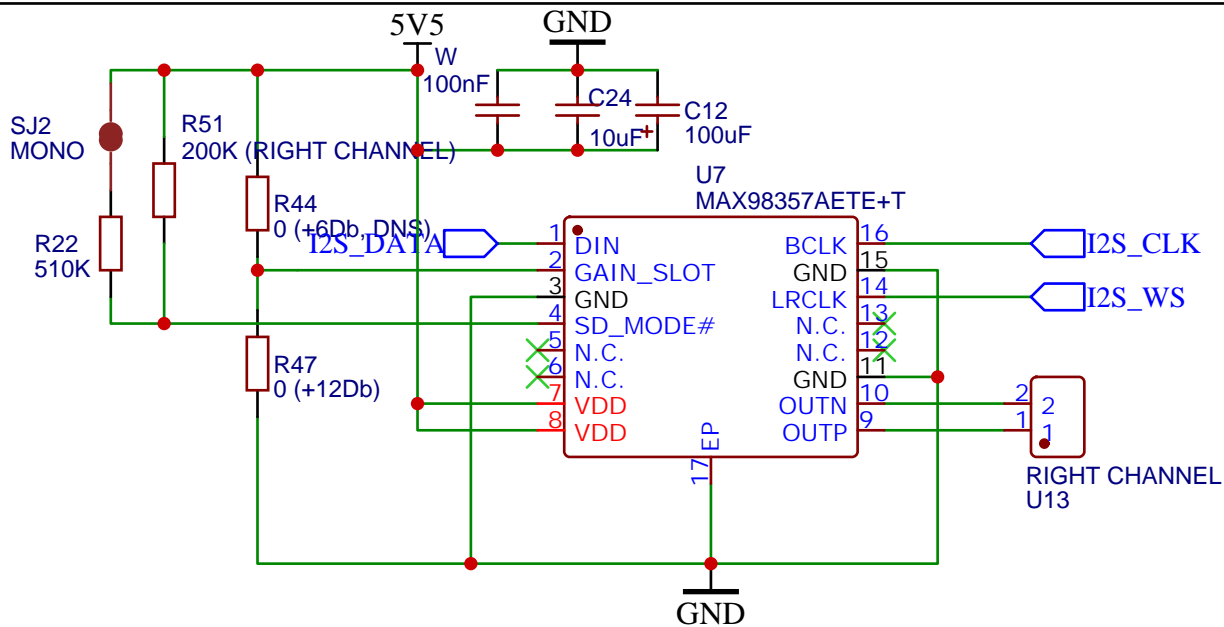 5V5
GND
W
100nF
C24
10uF
C12
100uF
SJ2
MONO
R51
200K (RIGHT CHANNEL)
R44
0 (+6Db, DNS)
R22
510K
R47
0 (+12Db)
I2S_DATA
U7
MAX98357AETE+T
1 DIN
2 GAIN_SLOT
3 GND
4 SD_MODE#
5 N.C.
6 N.C.
7 VDD
8 VDD
17 EP
BCLK 16
GND 15
LRCLK 14
N.C. 13
N.C. 12
GND 11
OUTN 10
OUTP 9
I2S_CLK
I2S_WS
2 2
1 1
RIGHT CHANNEL
U13
GND